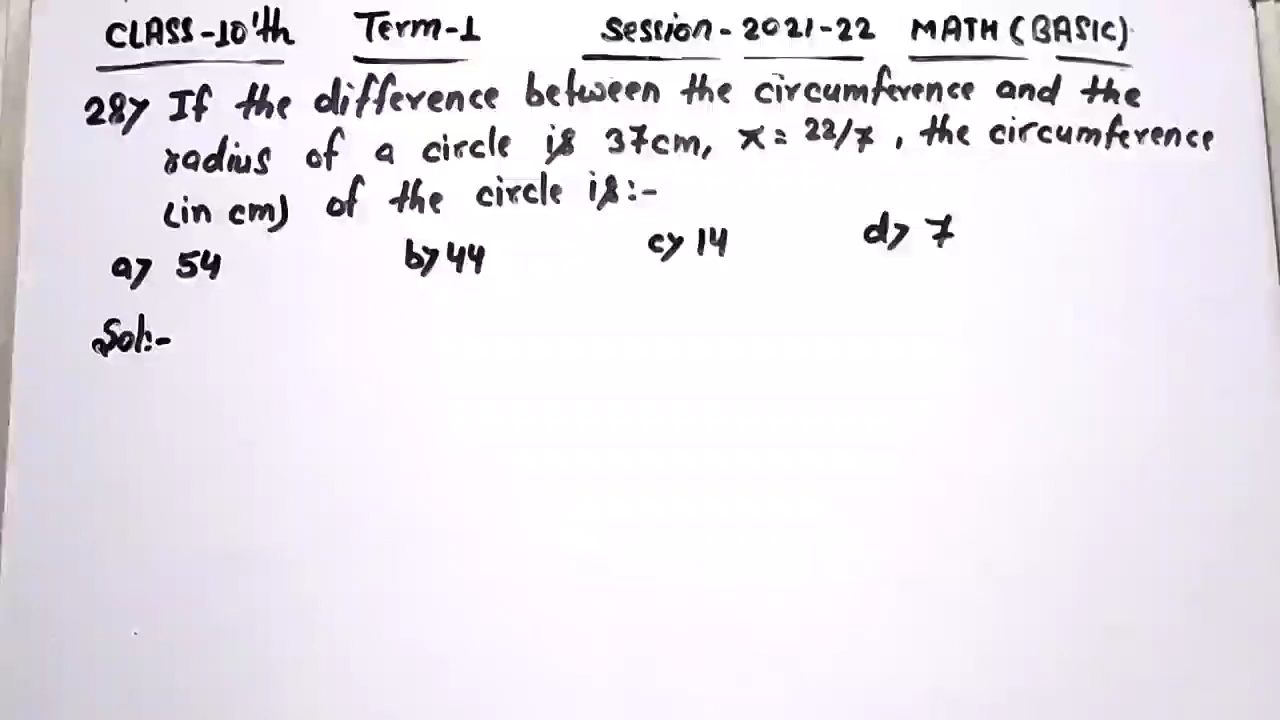 CLASS-10'th Term-1 Session-2021-22 MATH (BASIC)
28> If the difference between the circumference and the
radius of a circle is 37cm, π = 22/7, the circumference
(in cm) of the circle is:-
a> 54 b> 44 c> 14 d> 7
Sol:-